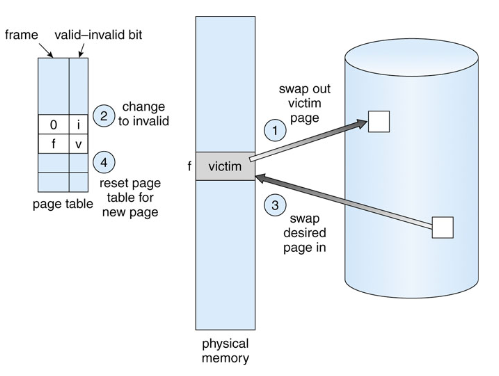 frame valid–invalid bit
0 i
f v
2 change
to invalid
4
reset page
table for
new page
page table
f victim
physical
memory
swap out
victim
page
1
3
swap
desired
page in